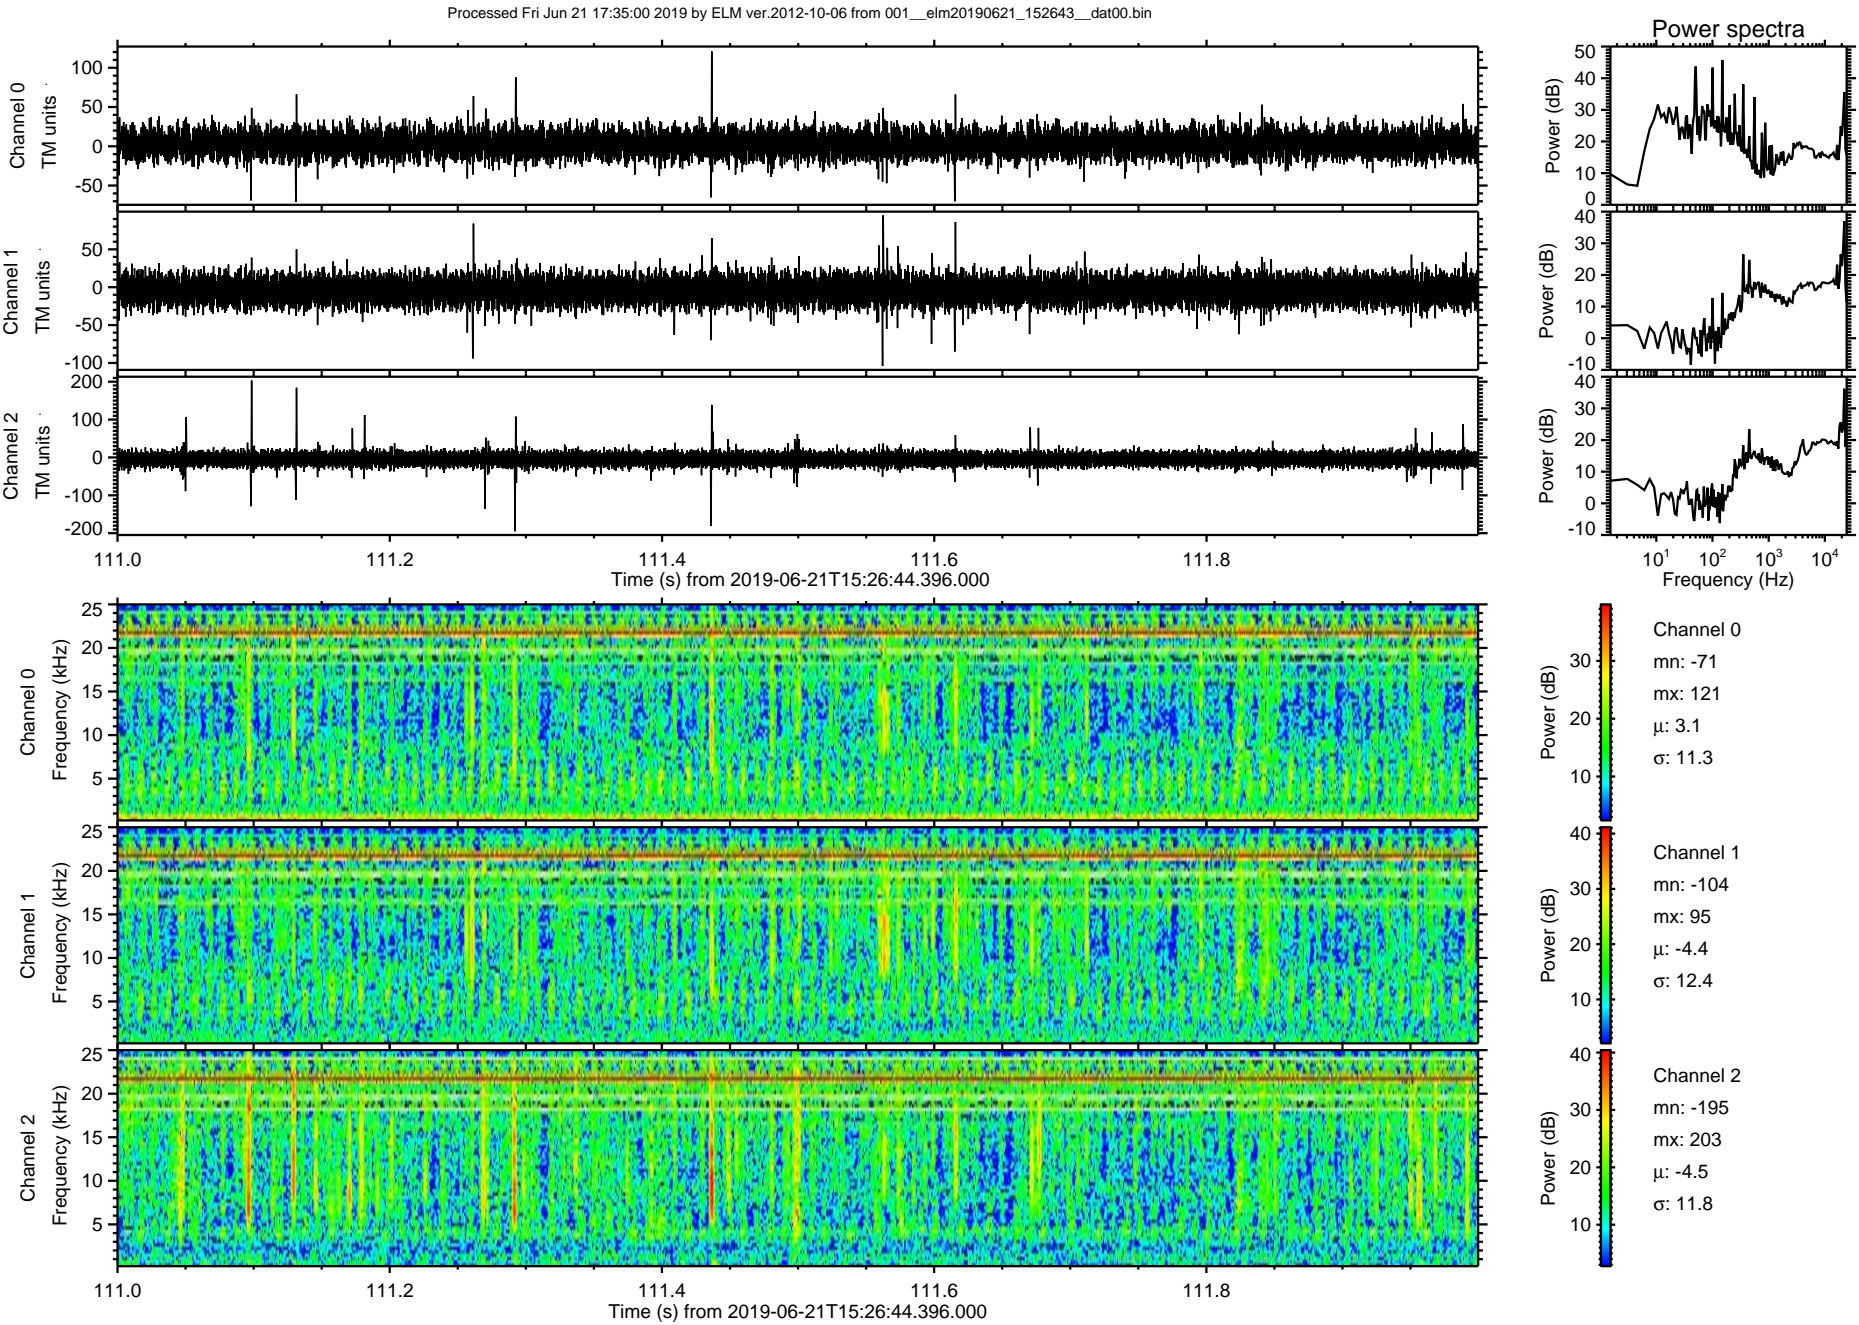 Processed Fri Jun 21 17:35:00 2019 by ELM ver.2012-10-06 from 001__elm20190621_152643__dat00.bin
Power spectra
Channel 0
TM units
100
50
0
-50
Power (dB)
50
40
30
20
10
0
Channel 1
TM units
50
0
-50
-100
Power (dB)
40
30
20
10
0
-10
Channel 2
TM units
200
100
0
-100
-200
Power (dB)
40
30
20
10
0
-10
111.0 111.2 111.4 111.6 111.8
Time (s) from 2019-06-21T15:26:44.396.000
10¹ 10² 10³ 10⁴
Frequency (Hz)
Channel 0
Frequency (kHz)
25
20
15
10
5
Power (dB)
30
20
10
Channel 0
mn: -71
mx: 121
µ: 3.1
σ: 11.3
Channel 1
Frequency (kHz)
25
20
15
10
5
Power (dB)
40
30
20
10
Channel 1
mn: -104
mx: 95
µ: -4.4
σ: 12.4
Channel 2
Frequency (kHz)
25
20
15
10
5
Power (dB)
40
30
20
10
Channel 2
mn: -195
mx: 203
µ: -4.5
σ: 11.8
111.0 111.2 111.4 111.6 111.8
Time (s) from 2019-06-21T15:26:44.396.000